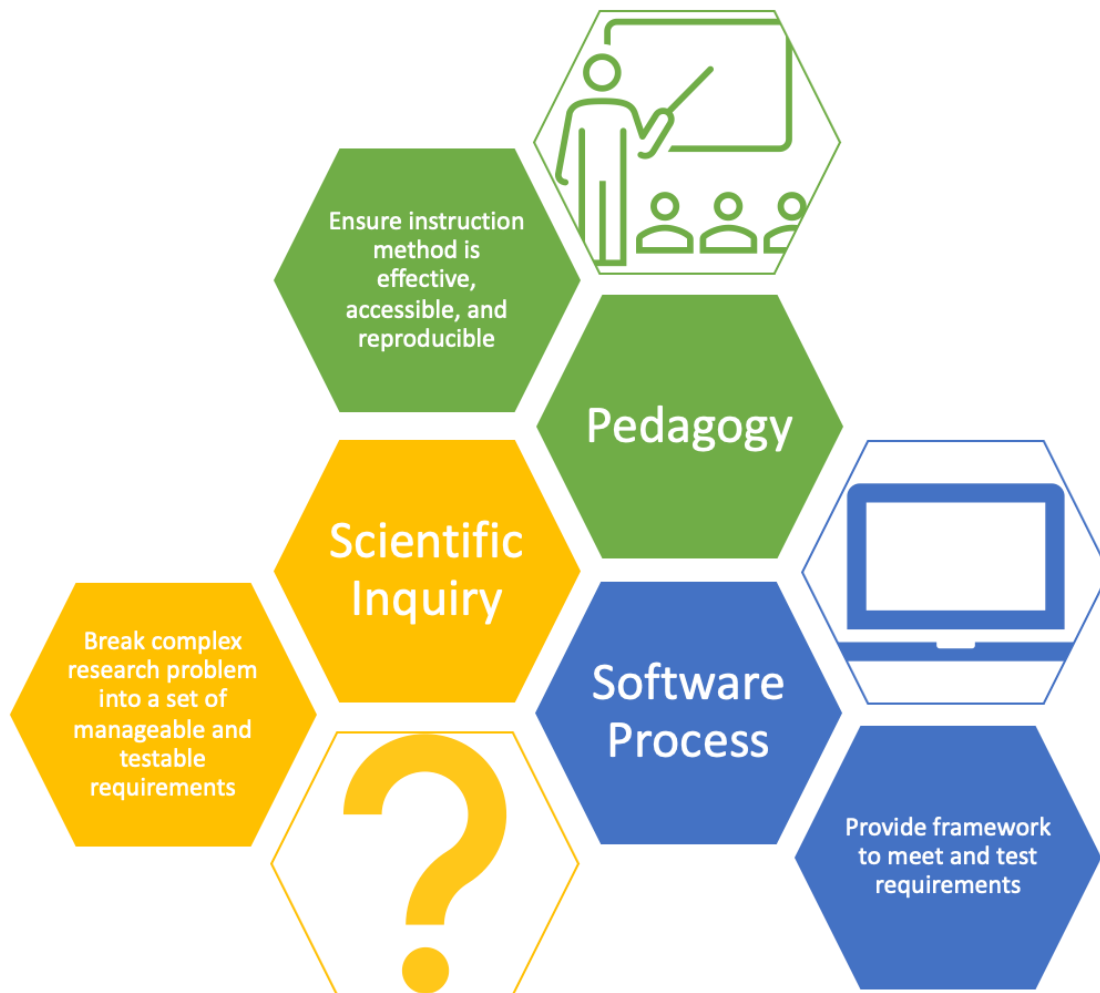 Ensure instruction
method is
effective,
accessible, and
reproducible
Pedagogy
Scientific
Inquiry
Break complex
research problem
into a set of
manageable and
testable
requirements
Software
Process
Provide framework
to meet and test
requirements